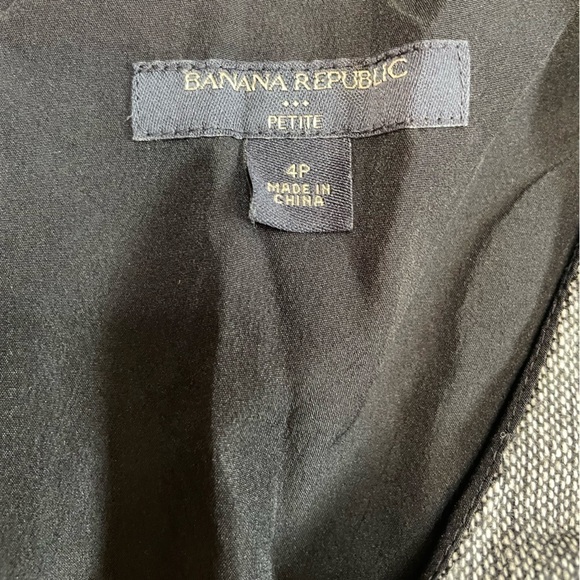 BANANA REPUBLIC
PETITE
4P
MADE IN
CHINA